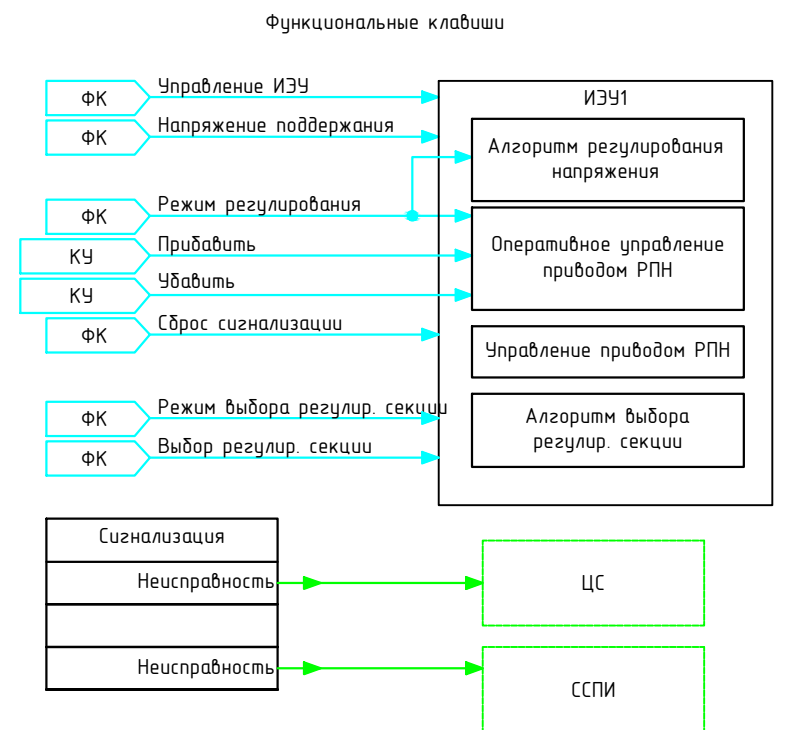 Функциональные клавиши
ФК
Управление ИЭУ
ИЭУ1
ФК
Напряжение поддержания
Алгоритм регулирования
напряжения
ФК
Режим регулирования
КУ
Прибавить
Оперативное управление
приводом РПН
КУ
Убавить
ФК
Сброс сигнализации
Управление приводом РПН
ФК
Режим выбора регулир. секции
Алгоритм выбора
регулир. секции
ФК
Выбор регулир. секции
Сигнализация
Неисправность
ЦС
Неисправность
ССПИ